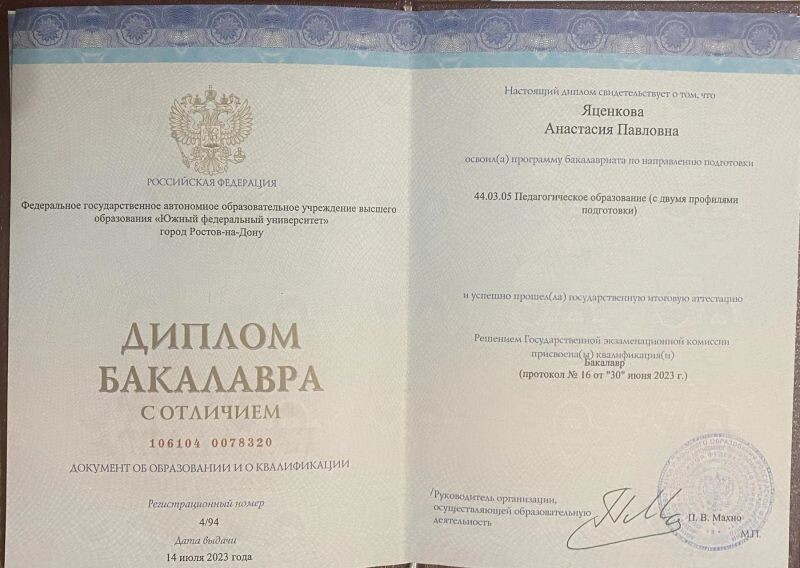 РОССИЙСКАЯ ФЕДЕРАЦИЯ
Федеральное государственное автономное образовательное учреждение высшего
образования «Южный федеральный университет»
город Ростов-на-Дону
ДИПЛОМ
БАКАЛАВРА
С ОТЛИЧИЕМ
106104 0078320
ДОКУМЕНТ ОБ ОБРАЗОВАНИИ И О КВАЛИФИКАЦИИ
Регистрационный номер
4/94
Дата выдачи
14 июля 2023 года
Настоящий диплом свидетельствует о том, что
Яценкова
Анастасия Павловна
освоил(а) программу бакалавриата по направлению подготовки
44.03.05 Педагогическое образование (с двумя профилями
подготовки)
и успешно прошел(ла) государственную итоговую аттестацию
Решением Государственной экзаменационной комиссии
присвоена(ы) квалификация(и)
Бакалавр
(протокол № 16 от "30" июня 2023 г.)
Руководитель организации,
осуществляющей образовательную
деятельность
П. В. Махно
М.П.